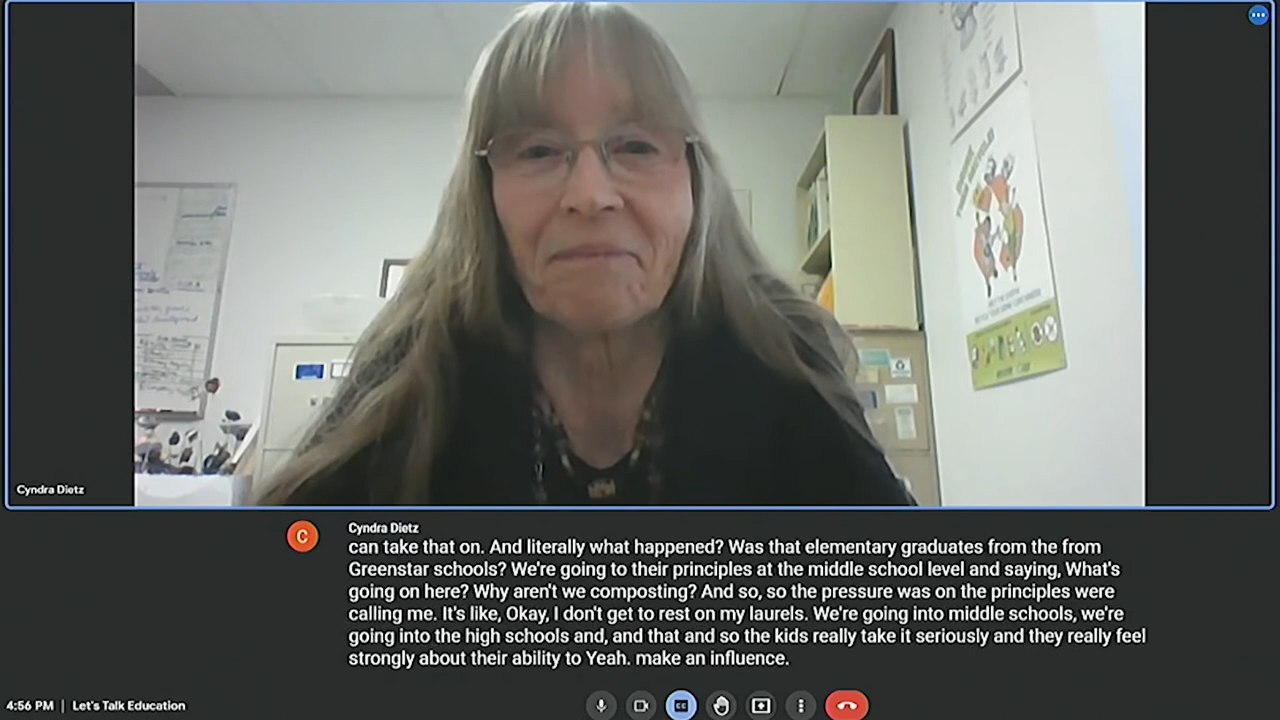 Cyndra Dietz
C
Cyndra Dietz
can take that on. And literally what happened? Was that elementary graduates from the from
Greenstar schools? We're going to their principles at the middle school level and saying, What's
going on here? Why aren't we composting? And so, so the pressure was on the principles were
calling me. It's like, Okay, I don't get to rest on my laurels. We're going into middle schools, we're
going into the high schools and, and that and so the kids really take it seriously and they really feel
strongly about their ability to Yeah. make an influence.
4:56 PM | Let's Talk Education